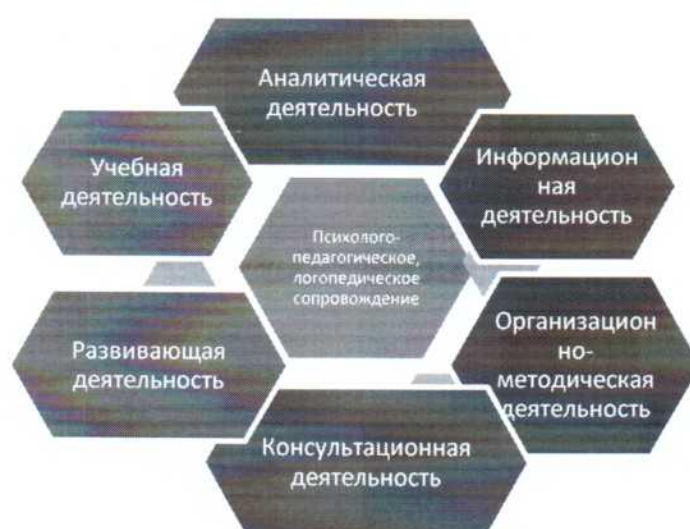 Аналитическая
деятельность
Информацион
ная
деятельность
Организацион
но-
методическая
деятельность
Консультационная
деятельность
Развивающая
деятельность
Учебная
деятельность
Психолого-
педагогическое,
логопедическое
сопровождение